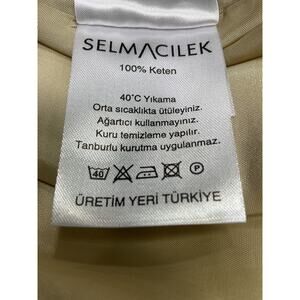 SELMACILEK
100% Keten
40°C Yıkama
Orta sıcaklıkta ütüleyiniz.
Ağartıcı kullanmayınız.
Kuru temizleme yapılır.
Tanburlu kurutma uygulanmaz.
40 P
ÜRETİM YERİ TÜRKİYE